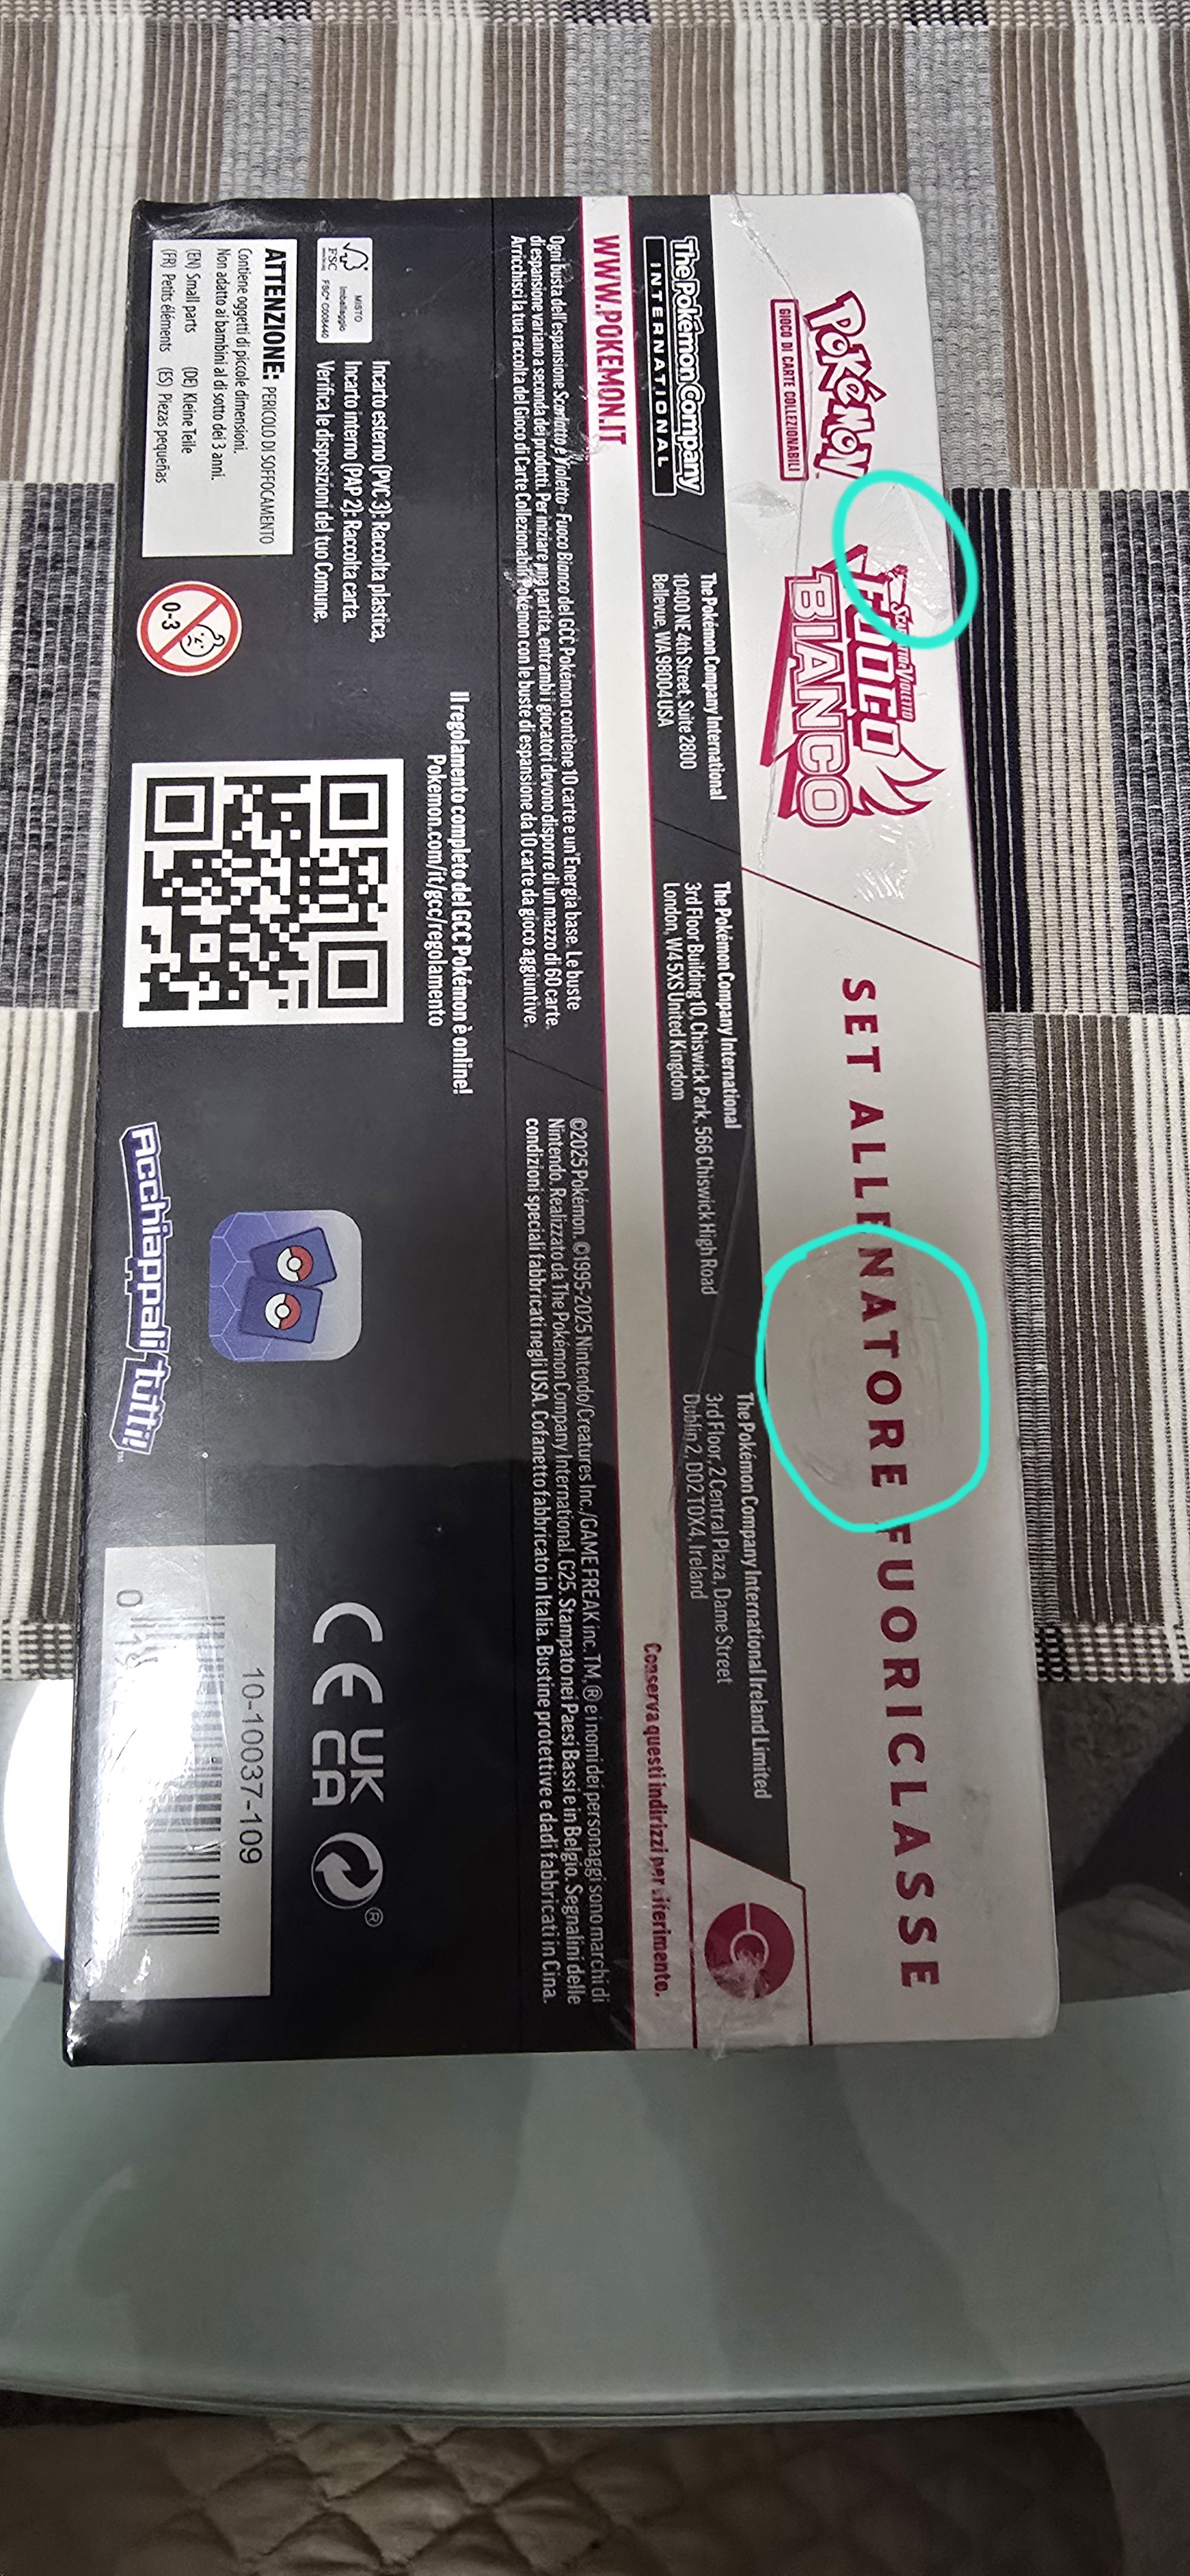 POKéMON
GIOCO DI CARTE COLLEZIONABILI
SCARLATTO E VIOLETTO
FUOCO
BIANCO
SET ALLENATORE FUORICLASSE
The Pokémon Company
INTERNATIONAL
The Pokémon Company International
10400 NE 4th Street, Suite 2800
Bellevue, WA 98004 USA
The Pokémon Company International
3rd Floor Building 10, Chiswick Park, 566 Chiswick High Road
London, W4 5XS United Kingdom
The Pokémon Company International Ireland Limited
3rd Floor, 2 Central Plaza, Dame Street
Dublin 2, D02 T0X4, Ireland
WWW.POKEMON.IT
Conserva questi indirizzi per riferimento.
Ogni busta dell'espansione Scarlatto e Violetto - Fuoco Bianco del GCC Pokémon contiene 10 carte e un'Energia base. Le buste
di espansione variano a seconda dei prodotti. Per iniziare una partita, entrambi i giocatori devono disporre di un mazzo di 60 carte.
Arricchisci la tua raccolta del Gioco di Carte Collezionabili Pokémon con le buste di espansione da 10 carte da gioco aggiuntive.
©2025 Pokémon. ©1995-2025 Nintendo/Creatures Inc./GAME FREAK inc. TM, ® ei nomi dei personaggi sono marchi di
Nintendo. Realizzato da The Pokémon Company International. G25. Stampato nei Paesi Bassi e in Belgio. Segnalini delle
condizioni speciali fabbricati negli USA. Cofanetto fabbricato in Italia. Bustine protettive e dadi fabbricati in Cina.
MISTO
Imballaggio
FSC
FSC® C008440
Incarto esterno (PVC 3): Raccolta plastica,
Incarto interno (PAP 2): Raccolta carta.
Verifica le disposizioni del tuo Comune.
ATTENZIONE: PERICOLO DI SOFFOCAMENTO
Contiene oggetti di piccole dimensioni.
Non adatto ai bambini al di sotto dei 3 anni.
(EN) Small parts (DE) Kleine Teile
(FR) Petits éléments (ES) Piezas pequeñas
0-3
Il regolamento completo del GCC Pokémon è online!
Pokemon.com/it/gcc/regolamento
Acchiappali tutti!™
CE UK CA ®
10-10037-109